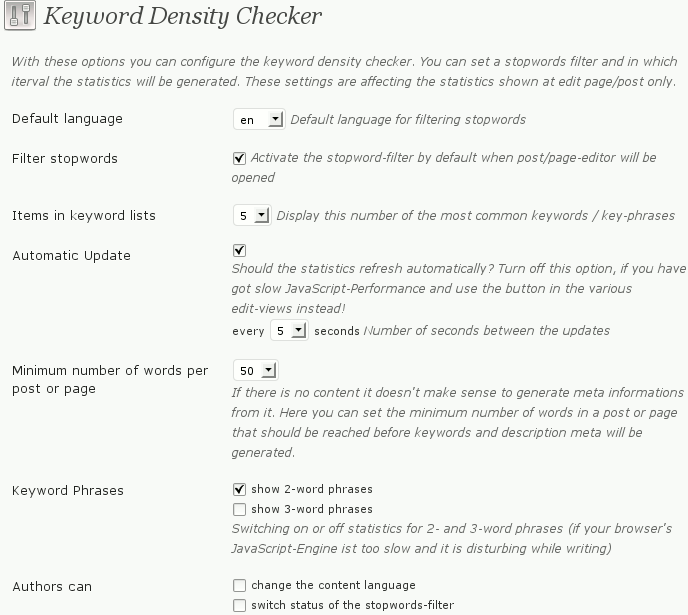 Keyword Density Checker
With these options you can configure the keyword density checker. You can set a stopwords filter and in which
iterval the statistics will be generated. These settings are affecting the statistics shown at edit page/post only.
Default language en Default language for filtering stopwords
Filter stopwords Activate the stopword-filter by default when post/page-editor will be
opened
Items in keyword lists 5 Display this number of the most common keywords / key-phrases
Automatic Update
Should the statistics refresh automatically? Turn off this option, if you have
got slow JavaScript-Performance and use the button in the various
edit-views instead!
every 5 seconds Number of seconds between the updates
Minimum number of words per 50
post or page
If there is no content it doesn't make sense to generate meta informations
from it. Here you can set the minimum number of words in a post or page
that should be reached before keywords and description meta will be
generated.
Keyword Phrases show 2-word phrases
show 3-word phrases
Switching on or off statistics for 2- and 3-word phrases (if your browser's
JavaScript-Engine ist too slow and it is disturbing while writing)
Authors can change the content language
switch status of the stopwords-filter